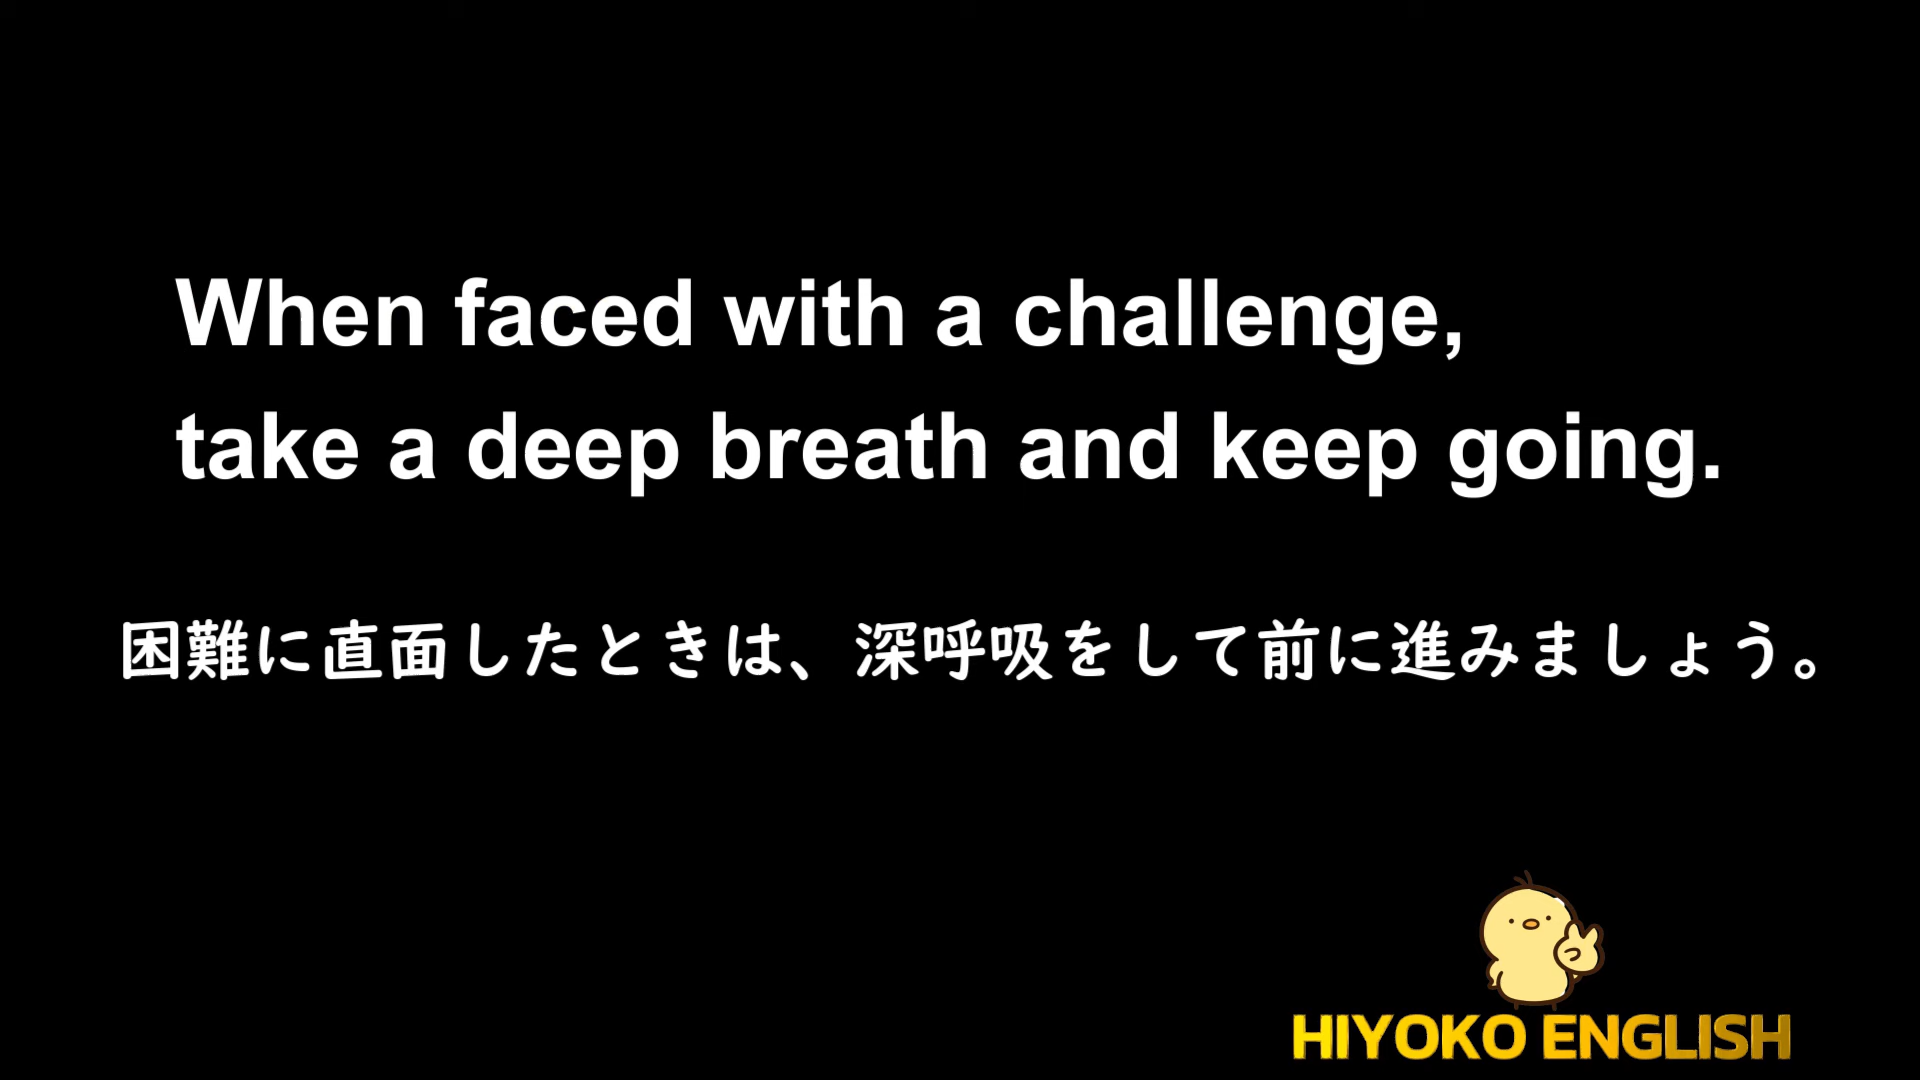 When faced with a challenge,
take a deep breath and keep going.
困難に直面したときは、深呼吸をして前に進みましょう。
HIYOKO ENGLISH